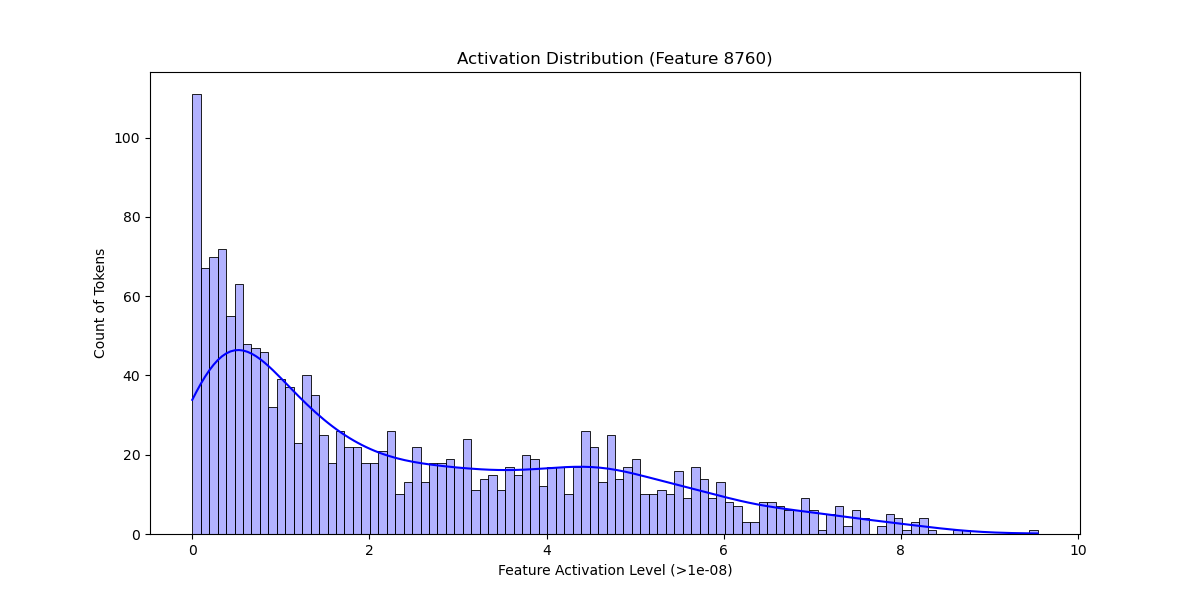 Activation Distribution (Feature 8760)
Count of Tokens
100
80
60
40
20
0
0 2 4 6 8 10
Feature Activation Level (>1e-08)